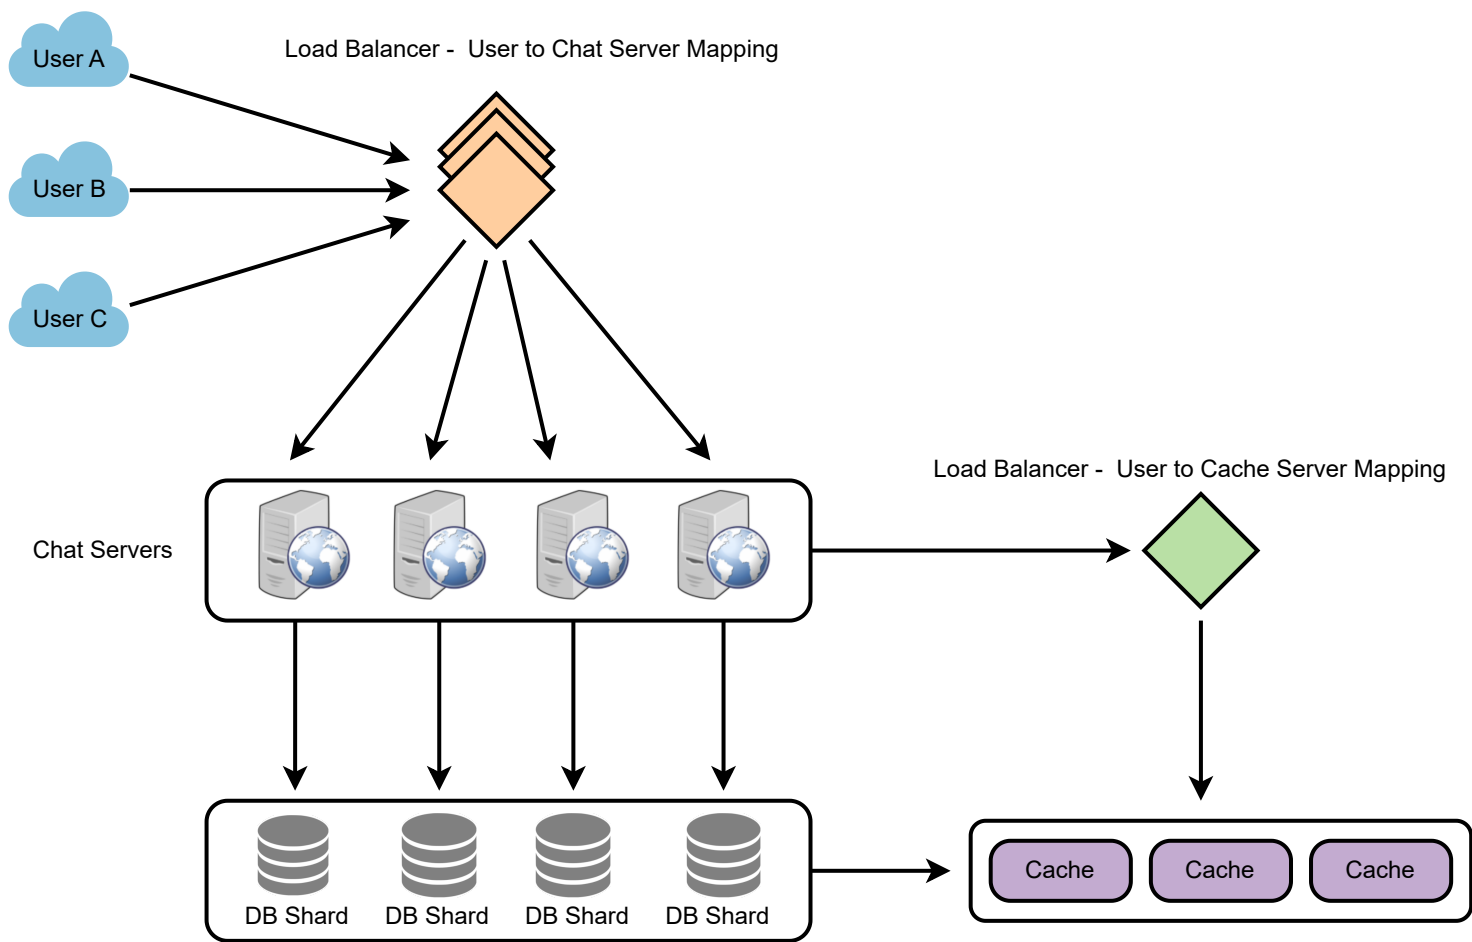 User A
Load Balancer -  User to Chat Server Mapping
User B
User C
Load Balancer -  User to Cache Server Mapping
Chat Servers
Cache
Cache
Cache
DB Shard
DB Shard
DB Shard
DB Shard